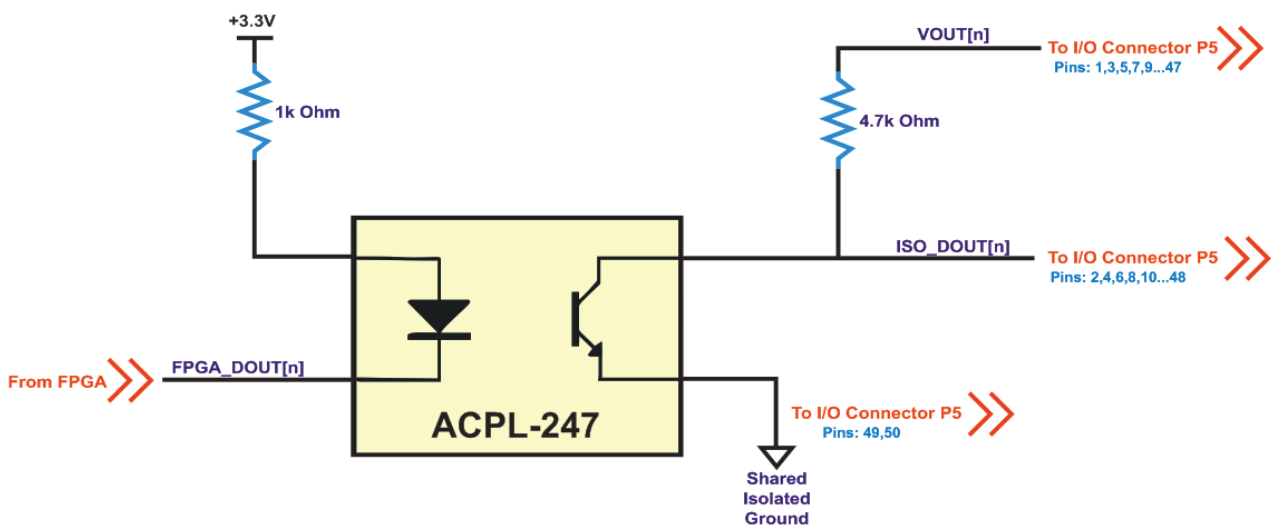 +3.3V
1k Ohm
VOUT[n]
To I/O Connector P5
Pins: 1,3,5,7,9...47
4.7k Ohm
ISO_DOUT[n]
To I/O Connector P5
Pins: 2,4,6,8,10...48
From FPGA
FPGA_DOUT[n]
ACPL-247
To I/O Connector P5
Pins: 49,50
Shared
Isolated
Ground